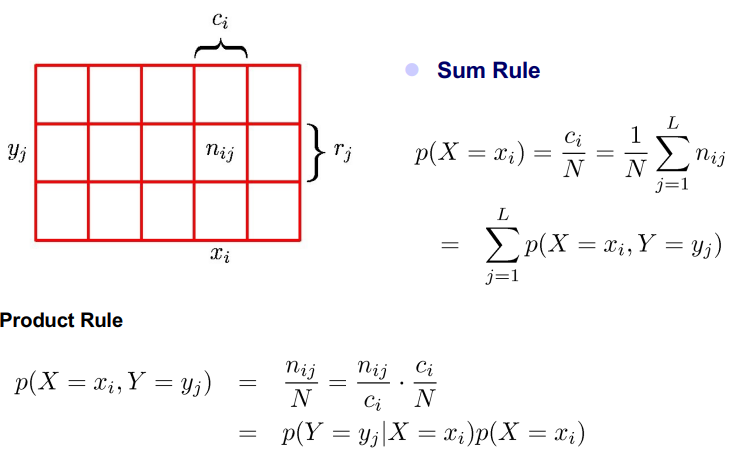 c_i
y_j
n_{ij}
r_j
x_i
Sum Rule
p(X = x_i) = \frac{c_i}{N} = \frac{1}{N} \sum_{j=1}^{L} n_{ij}
= \sum_{j=1}^{L} p(X = x_i, Y = y_j)
Product Rule
p(X = x_i, Y = y_j) = \frac{n_{ij}}{N} = \frac{n_{ij}}{c_i} \cdot \frac{c_i}{N}
= p(Y = y_j|X = x_i)p(X = x_i)